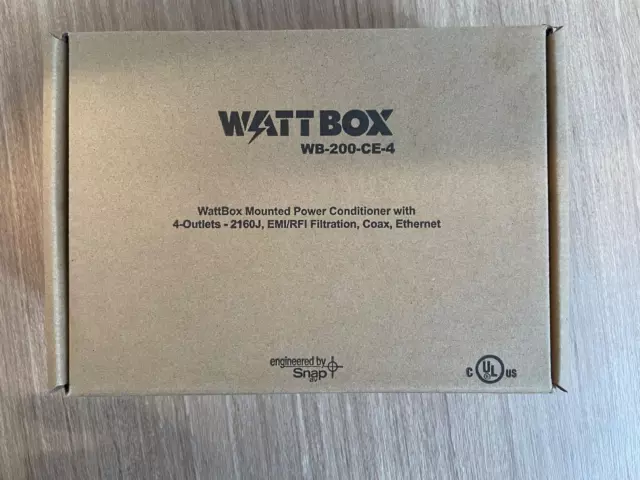 WATTBOX
WB-200-CE-4
WattBox Mounted Power Conditioner with
4-Outlets - 2160J, EMI/RFI Filtration, Coax, Ethernet
engineered by
Snap
AV
C UL US